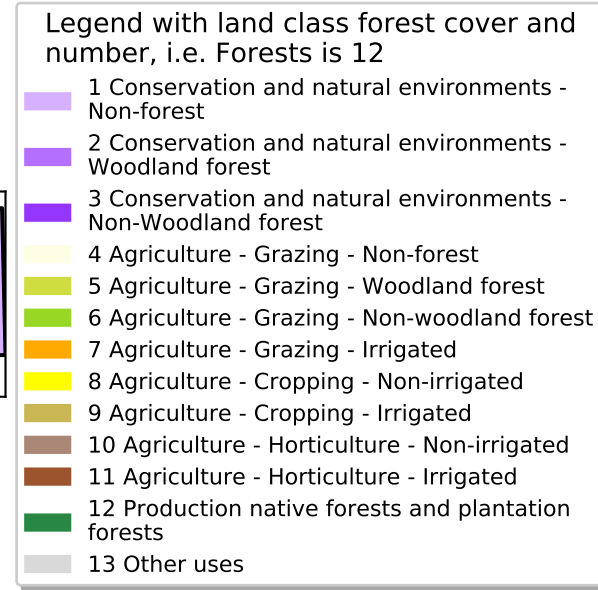 Legend with land class forest cover and
number, i.e. Forests is 12
1 Conservation and natural environments -
Non-forest
2 Conservation and natural environments -
Woodland forest
3 Conservation and natural environments -
Non-Woodland forest
4 Agriculture - Grazing - Non-forest
5 Agriculture - Grazing - Woodland forest
6 Agriculture - Grazing - Non-woodland forest
7 Agriculture - Grazing - Irrigated
8 Agriculture - Cropping - Non-irrigated
9 Agriculture - Cropping - Irrigated
10 Agriculture - Horticulture - Non-irrigated
11 Agriculture - Horticulture - Irrigated
12 Production native forests and plantation
forests
13 Other uses